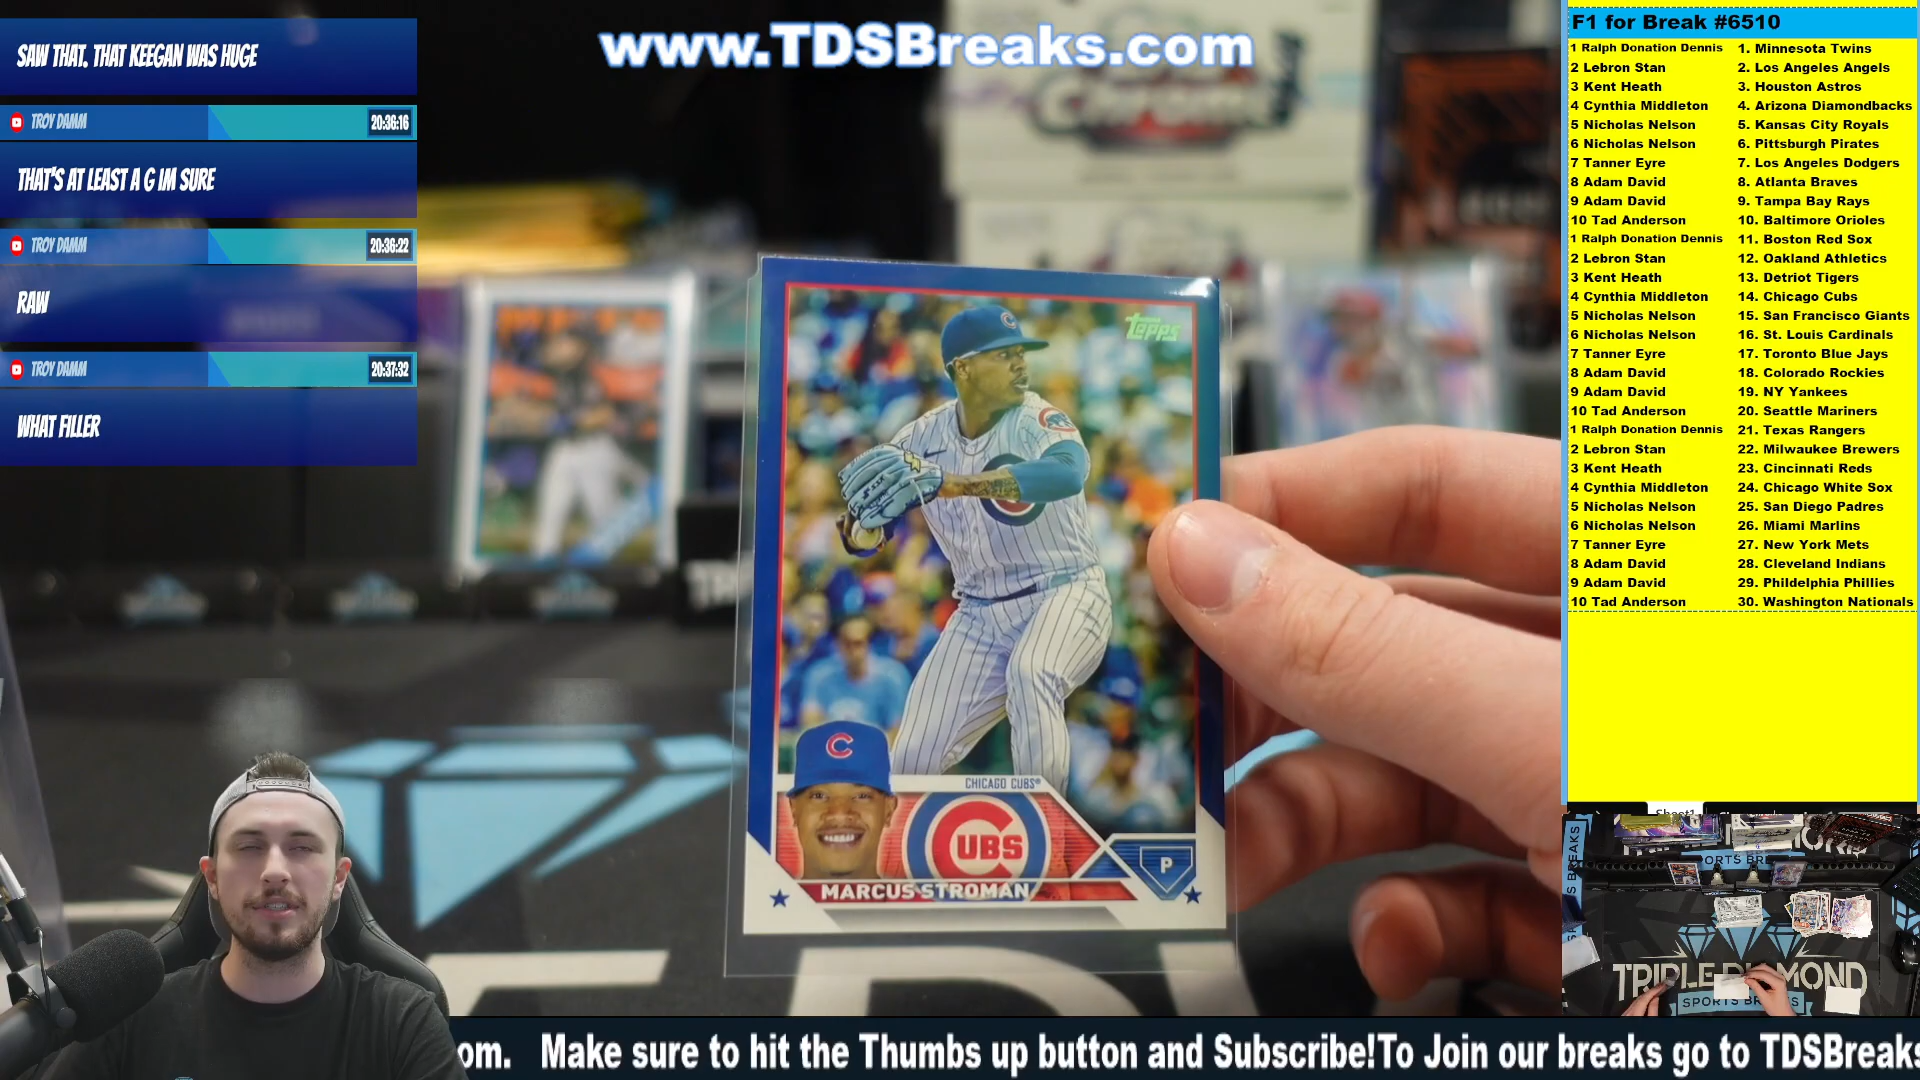 SAW THAT. THAT KEEGAN WAS HUGE
TROY DAMM
20:36:16
THAT'S AT LEAST A G IM SURE
TROY DAMM
20:36:22
RAW
TROY DAMM
20:37:32
WHAT FILLER
www.TDSBreaks.com
Chrome
Topps
C
CHICAGO CUBS®
CUBS
P
MARCUS STROMAN
F1 for Break #6510
1 Ralph Donation Dennis 1. Minnesota Twins
2 Lebron Stan 2. Los Angeles Angels
3 Kent Heath 3. Houston Astros
4 Cynthia Middleton 4. Arizona Diamondbacks
5 Nicholas Nelson 5. Kansas City Royals
6 Nicholas Nelson 6. Pittsburgh Pirates
7 Tanner Eyre 7. Los Angeles Dodgers
8 Adam David 8. Atlanta Braves
9 Adam David 9. Tampa Bay Rays
10 Tad Anderson 10. Baltimore Orioles
1 Ralph Donation Dennis 11. Boston Red Sox
2 Lebron Stan 12. Oakland Athletics
3 Kent Heath 13. Detriot Tigers
4 Cynthia Middleton 14. Chicago Cubs
5 Nicholas Nelson 15. San Francisco Giants
6 Nicholas Nelson 16. St. Louis Cardinals
7 Tanner Eyre 17. Toronto Blue Jays
8 Adam David 18. Colorado Rockies
9 Adam David 19. NY Yankees
10 Tad Anderson 20. Seattle Mariners
1 Ralph Donation Dennis 21. Texas Rangers
2 Lebron Stan 22. Milwaukee Brewers
3 Kent Heath 23. Cincinnati Reds
4 Cynthia Middleton 24. Chicago White Sox
5 Nicholas Nelson 25. San Diego Padres
6 Nicholas Nelson 26. Miami Marlins
7 Tanner Eyre 27. New York Mets
8 Adam David 28. Cleveland Indians
9 Adam David 29. Phildelphia Phillies
10 Tad Anderson 30. Washington Nationals
TRIPLE DIAMOND
SPORTS BREAKS
om. Make sure to hit the Thumbs up button and Subscribe!To Join our breaks go to TDSBreaks